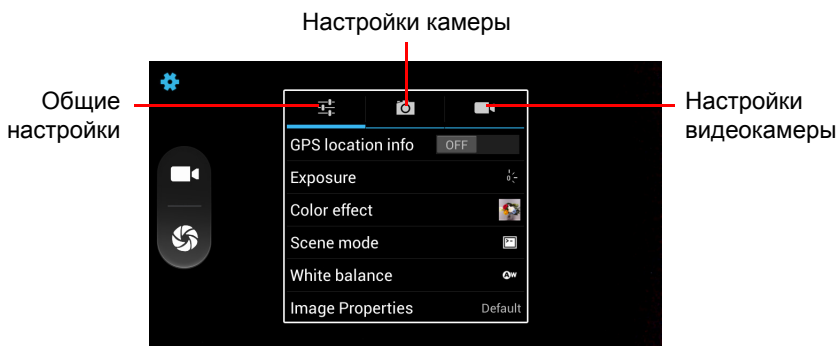 Настройки камеры
Общие
настройки
Настройки
видеокамеры
GPS location info OFF
Exposure
Color effect
Scene mode
White balance
Image Properties Default